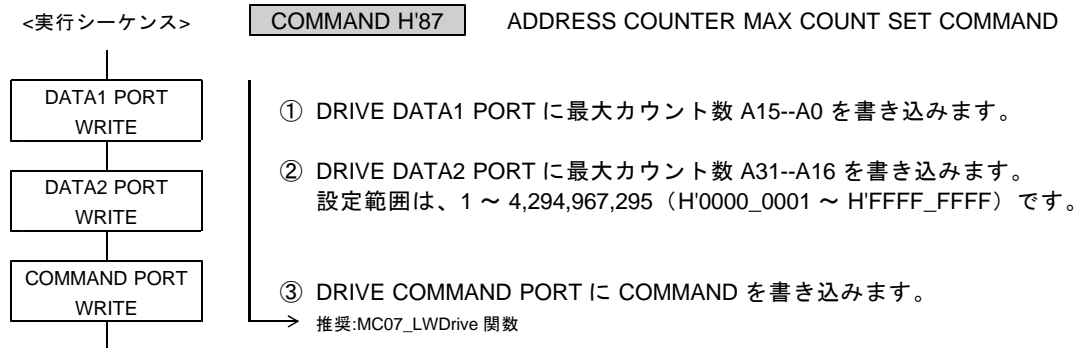 <実行シーケンス>
COMMAND H'87
ADDRESS COUNTER MAX COUNT SET COMMAND
DATA1 PORT
WRITE
① DRIVE DATA1 PORT に最大カウント数 A15--A0 を書き込みます。
DATA2 PORT
WRITE
② DRIVE DATA2 PORT に最大カウント数 A31--A16 を書き込みます。
設定範囲は、1 ～ 4,294,967,295（H'0000_0001 ～ H'FFFF_FFFF）です。
COMMAND PORT
WRITE
③ DRIVE COMMAND PORT に COMMAND を書き込みます。
推奨:MC07_LWDrive 関数